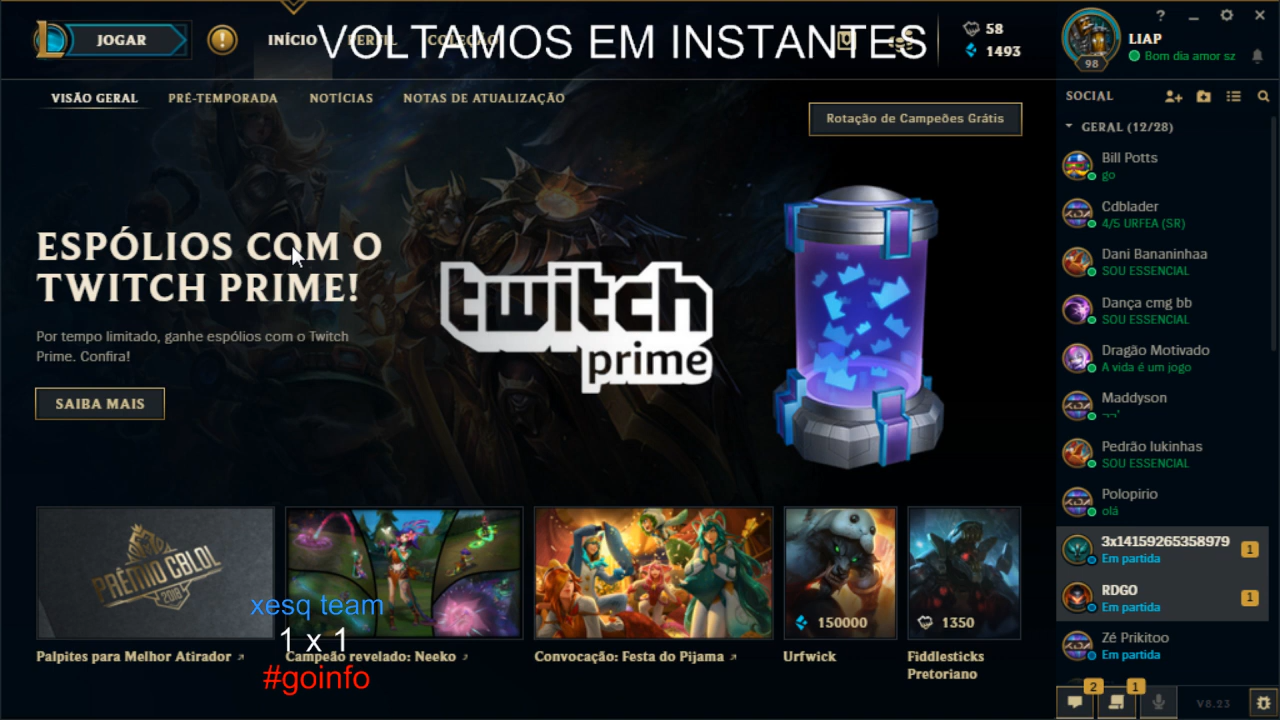 JOGAR
INÍCIO
PERFIL
COLEÇÃO
VOLTAMOS EM INSTANTES
58
1493
98
LIAP
Bom dia amor sz
VISÃO GERAL
PRÉ-TEMPORADA
NOTÍCIAS
NOTAS DE ATUALIZAÇÃO
Rotação de Campeões Grátis
ESPÓLIOS COM O
TWITCH PRIME!
Por tempo limitado, ganhe espólios com o Twitch
Prime. Confira!
SAIBA MAIS
twitch
prime
PRÊMIO CBLOL
2018
150000
1350
Palpites para Melhor Atirador
Campeão revelado: Neeko
Convocação: Festa do Pijama
Urfwick
Fiddlesticks
Pretoriano
xesq team
1 x 1
#goinfo
SOCIAL
GERAL (12/28)
Bill Potts
go
Cdblader
4/5 URFEA (SR)
Dani Bananinhaa
SOU ESSENCIAL
Dança cmg bb
SOU ESSENCIAL
Dragão Motivado
A vida é um jogo
Maddyson
¬¬'
Pedrão lukinhas
SOU ESSENCIAL
Polopirio
olá
3x14159265358979
Em partida
1
RDGO
Em partida
1
Zé Prikitoo
Em partida
2
1
V8.23